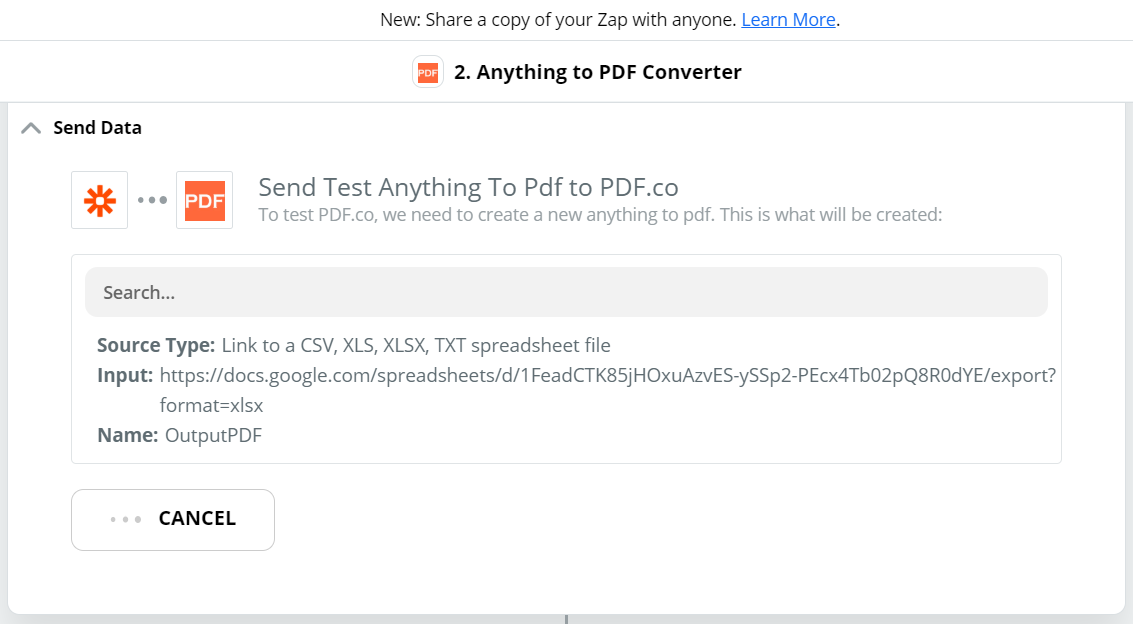 New: Share a copy of your Zap with anyone. Learn More.
PDF 2. Anything to PDF Converter
Send Data
PDF
Send Test Anything To Pdf to PDF.co
To test PDF.co, we need to create a new anything to pdf. This is what will be created:
Search...
Source Type: Link to a CSV, XLS, XLSX, TXT spreadsheet file
Input: https://docs.google.com/spreadsheets/d/1FeadCTK85jHOxuAzvES-ySSp2-PEcx4Tb02pQ8R0dYE/export?
format=xlsx
Name: OutputPDF
CANCEL